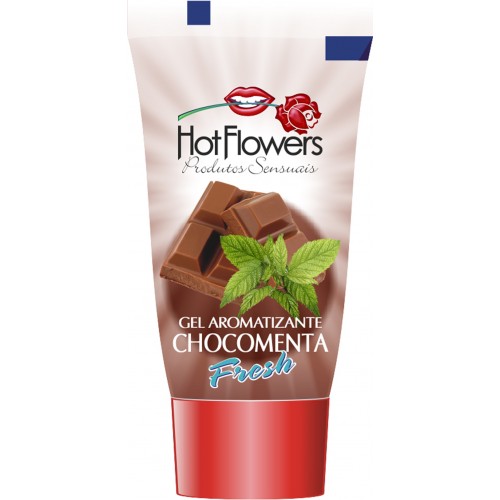 HotFlowers
Produtos Sensuais
GEL AROMATIZANTE
CHOCOMENTA
Fresh